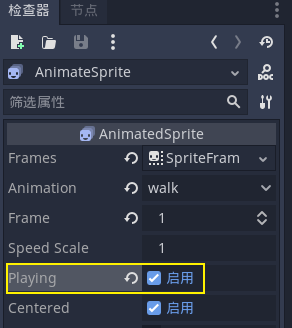 检查器 节点
AnimateSprite
DOC
筛选属性
AnimatedSprite
Frames SpriteFram
Animation walk
Frame 1
Speed Scale 1
Playing 启用
Centered 启用